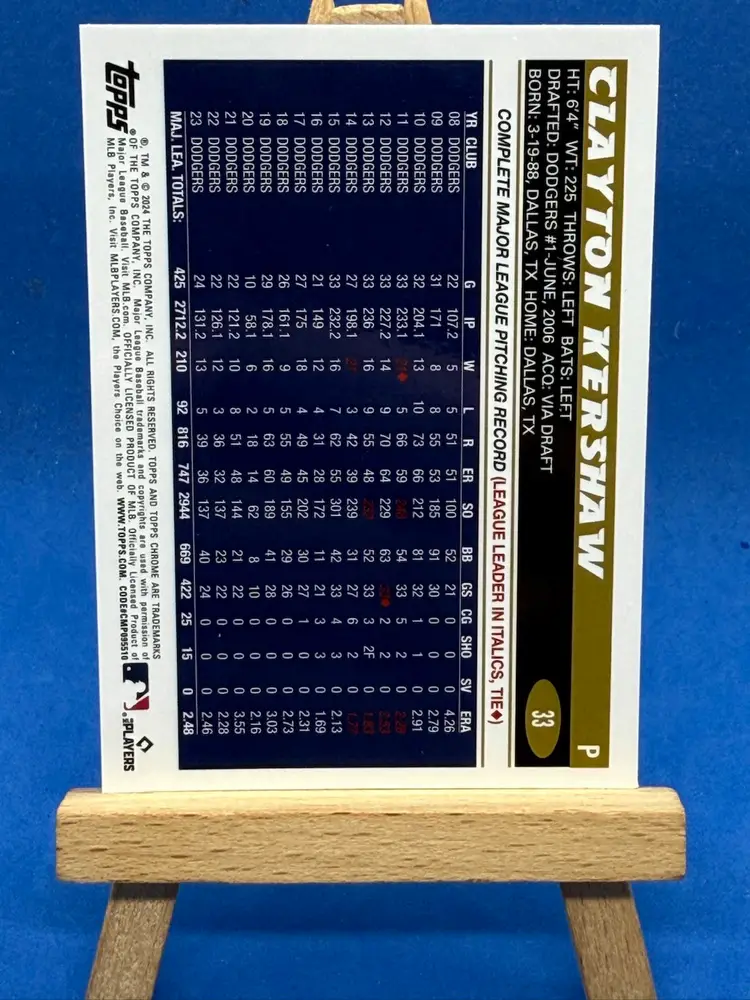 CLAYTON KERSHAW P
HT: 6'4" WT: 225 THROWS: LEFT BATS: LEFT
DRAFTED: DODGERS #1-JUNE, 2006 ACQ: VIA DRAFT
BORN: 3-19-88, DALLAS, TX HOME: DALLAS, TX
33
COMPLETE MAJOR LEAGUE PITCHING RECORD (LEAGUE LEADER IN ITALICS, TIE♦)
YR CLUB G IP W L R ER SO BB GS CG SHO SV ERA
08 DODGERS 22 107.2 5 5 51 51 100 52 21 0 0 0 4.26
09 DODGERS 31 171 8 8 55 53 185 91 30 0 0 0 2.79
10 DODGERS 32 204.1 13 10 73 66 212 81 32 1 1 0 2.91
11 DODGERS 33 233.1 21♦ 5 66 59 248 54 33 5 2 0 2.28
12 DODGERS 33 227.2 14 9 70 64 229 63 33♦ 2 2 0 2.53
13 DODGERS 33 236 16 9 55 48 232 52 33 3 2F 0 1.83
14 DODGERS 27 198.1 21 3 42 39 239 31 27 6 2 0 1.77
15 DODGERS 33 232.2 16 7 62 55 301 42 33 4 3 0 2.13
16 DODGERS 21 149 12 4 31 28 172 11 21 3 3 0 1.69
17 DODGERS 27 175 18 4 49 45 202 30 27 1 0 0 2.31
18 DODGERS 26 161.1 9 5 55 49 155 29 26 0 0 0 2.73
19 DODGERS 29 178.1 16 5 63 60 189 41 28 0 0 0 3.03
20 DODGERS 10 58.1 6 2 18 14 62 8 10 0 0 0 2.16
21 DODGERS 22 121.2 10 8 51 48 144 21 22 0 0 0 3.55
22 DODGERS 22 126.1 12 3 36 32 137 23 22 0 0 0 2.28
23 DODGERS 24 131.2 13 5 39 36 137 40 24 0 0 0 2.46
MAJ. LEA. TOTALS: 425 2712.2 210 92 816 747 2944 669 422 25 15 0 2.48
topps®
®, TM & © 2024 THE TOPPS COMPANY, INC. ALL RIGHTS RESERVED. TOPPS AND TOPPS CHROME ARE TRADEMARKS
OF THE TOPPS COMPANY, INC. Major League Baseball trademarks and copyrights are used with permission of
Major League Baseball. Visit MLB.com. OFFICIALLY LICENSED PRODUCT OF MLB. Officially Licensed Product of
MLB Players, Inc. Visit MLBPLAYERS.COM, the Players Choice on the web. WWW.TOPPS.COM. CODE#CMP095510
PLAYERS